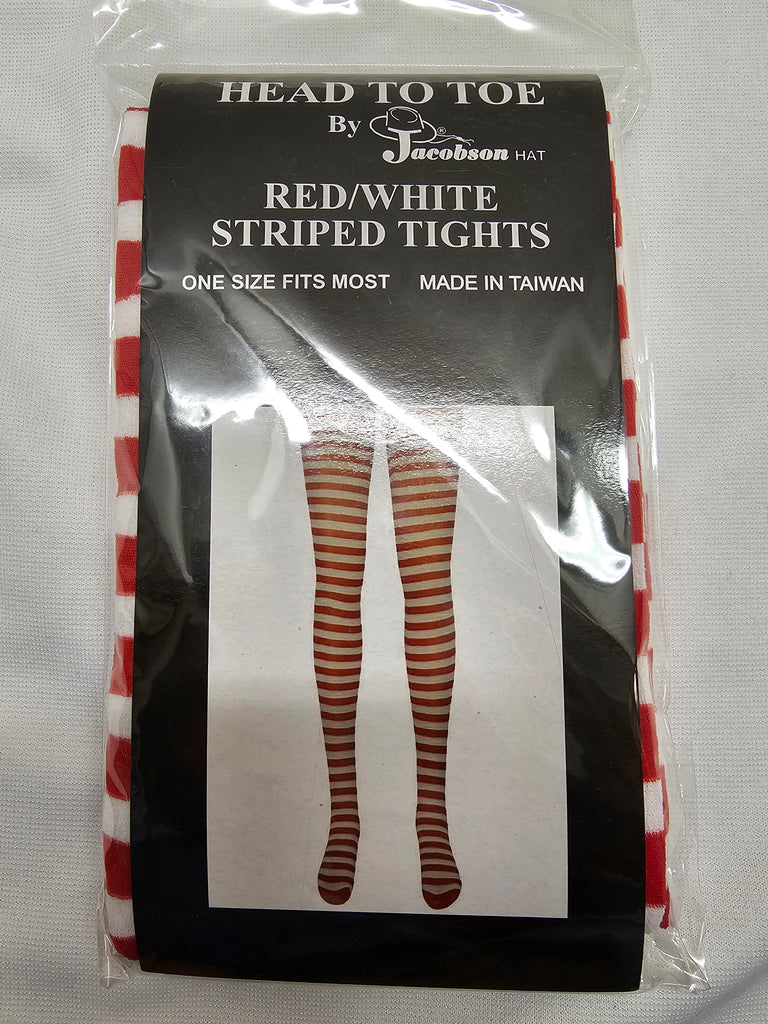 HEAD TO TOE
By Jacobson HAT
RED/WHITE
STRIPED TIGHTS
ONE SIZE FITS MOST MADE IN TAIWAN